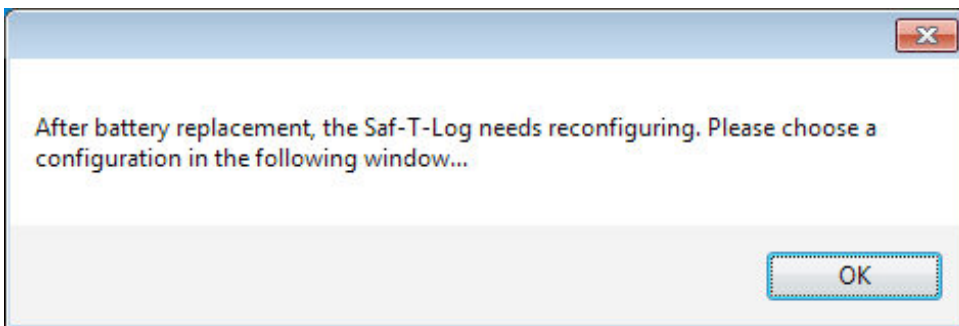 After battery replacement, the Saf-T-Log needs reconfiguring. Please choose a
configuration in the following window...
OK